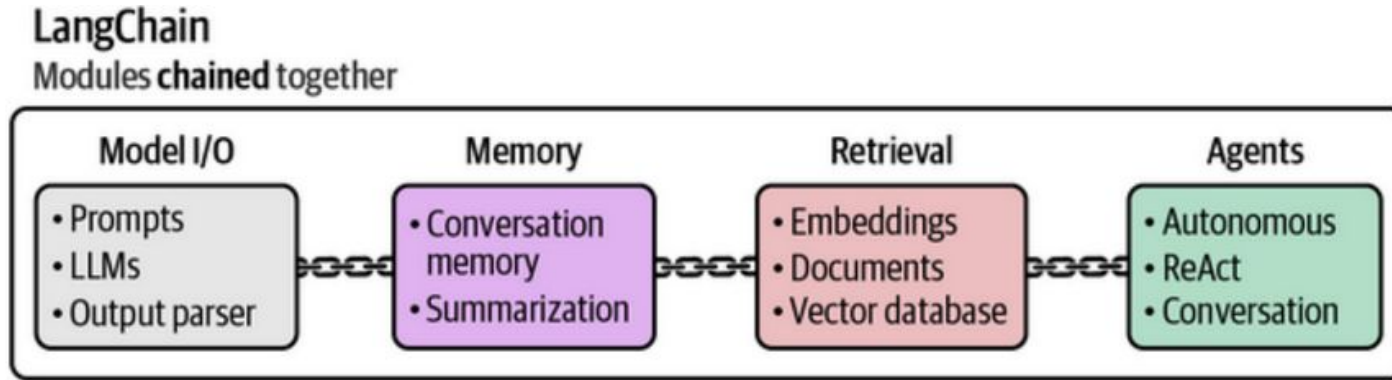 LangChain
Modules chained together
Model I/O
• Prompts
• LLMs
• Output parser
Memory
• Conversation
memory
• Summarization
Retrieval
• Embeddings
• Documents
• Vector database
Agents
• Autonomous
• ReAct
• Conversation